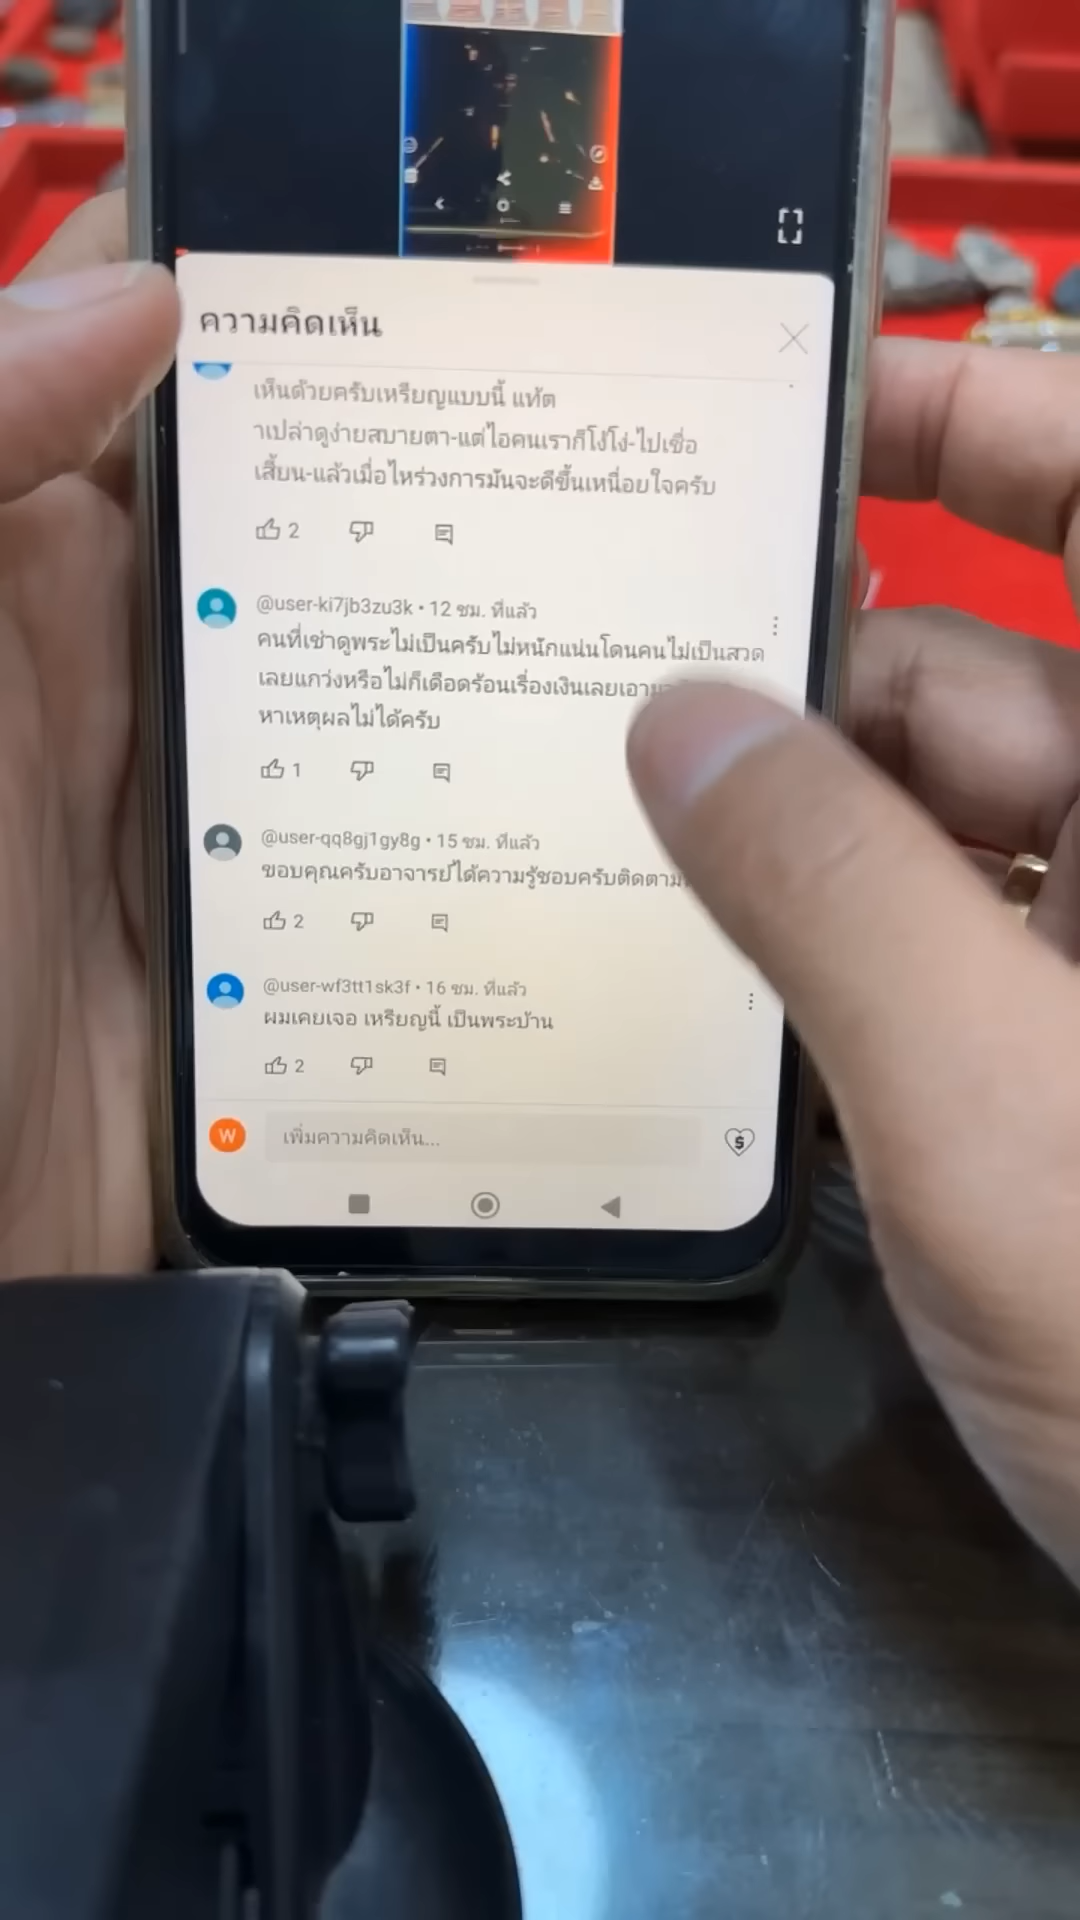 ความคิดเห็น
เห็นด้วยครับเหรียญแบบนี้ แท้ต
าเปล่าดูง่ายสบายตา-แต่ไอคนเราก็โง้โง่-ไปเชื่อ
เสี้ยน-แล้วเมื่อไหร่วงการมันจะดีขึ้นเหนื่อยใจครับ
2
@user-ki7jb3zu3k • 12 ชม. ที่แล้ว
คนที่เช่าดูพระไม่เป็นครับไม่หนักแน่นโดนคนไม่เป็นสวด
เลยแกว่งหรือไม่ก็เดือดร้อนเรื่องเงินเลยเอา
หาเหตุผลไม่ได้ครับ
1
@user-qq8gj1gy8g • 15 ชม. ที่แล้ว
ขอบคุณครับอาจารย์ได้ความรู้ชอบครับติดตาม
2
@user-wf3tt1sk3f • 16 ชม. ที่แล้ว
ผมเคยเจอ เหรียญนี้ เป็นพระบ้าน
2
W
เพิ่มความคิดเห็น...
$